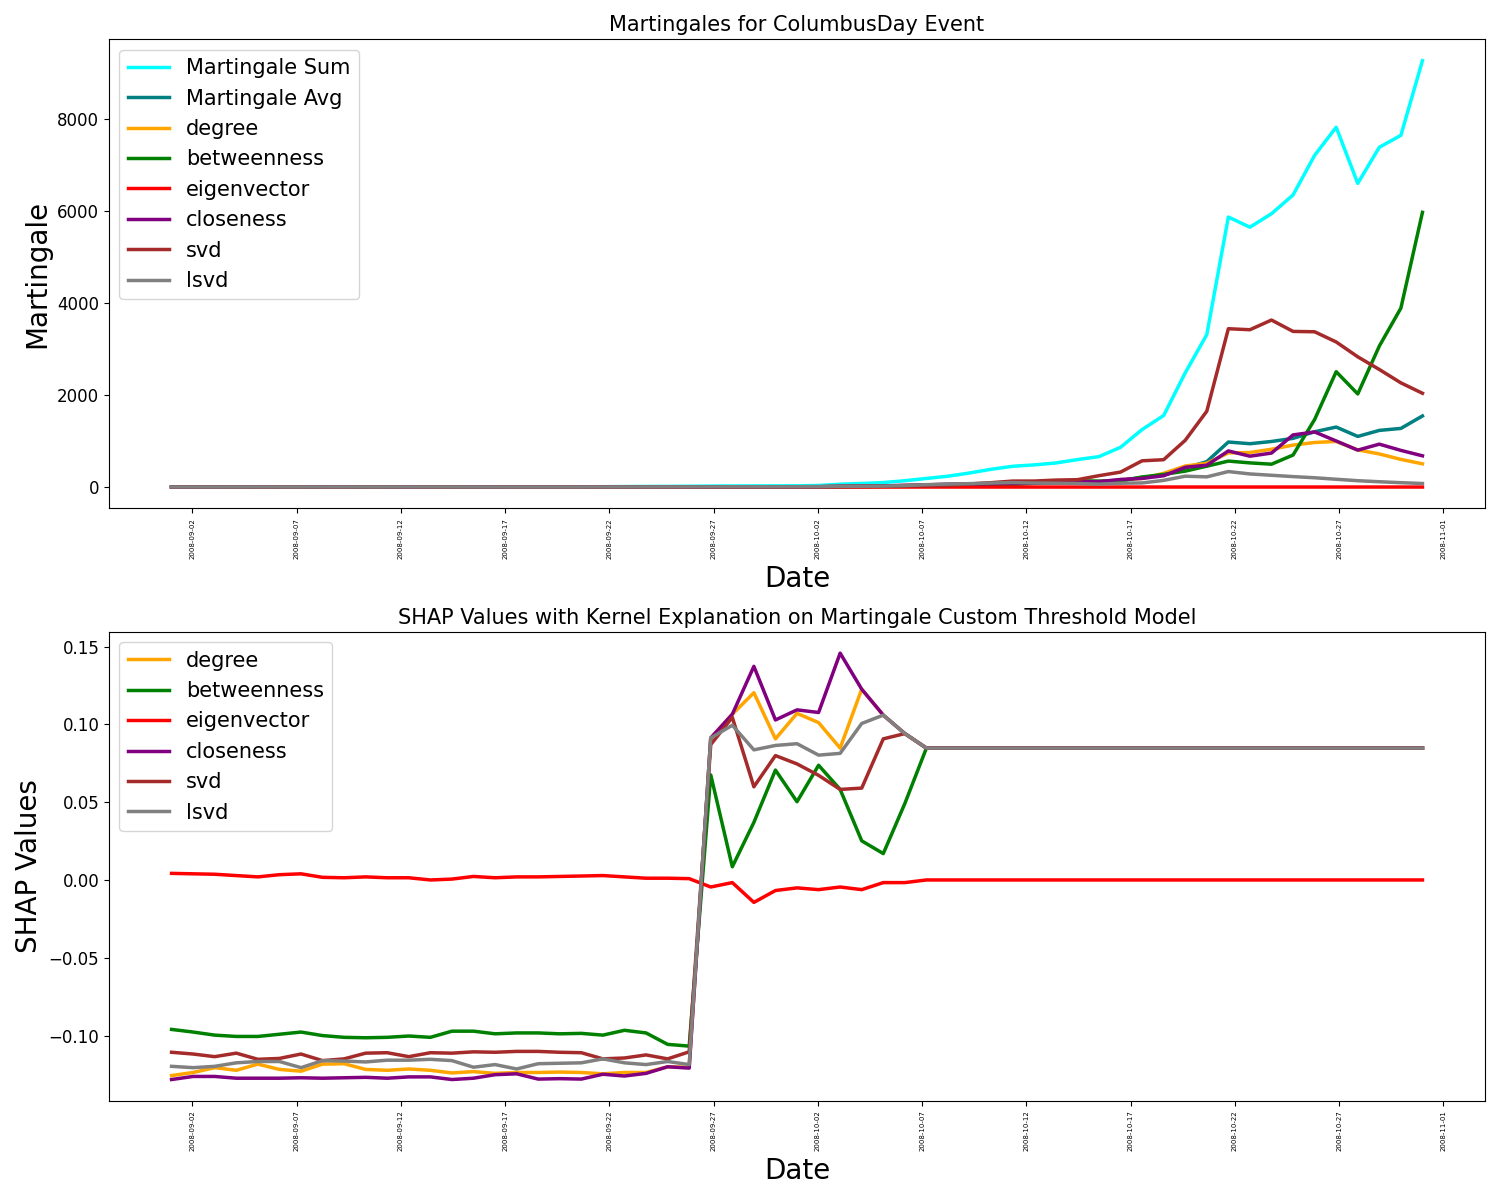 Martingales for ColumbusDay Event
Martingale Sum
Martingale Avg
degree
betweenness
eigenvector
closeness
svd
lsvd
Martingale
8000
6000
4000
2000
0
2008-09-02
2008-09-07
2008-09-12
2008-09-17
2008-09-22
2008-09-27
2008-10-02
2008-10-07
2008-10-12
2008-10-17
2008-10-22
2008-10-27
2008-11-01
Date
SHAP Values with Kernel Explanation on Martingale Custom Threshold Model
degree
betweenness
eigenvector
closeness
svd
lsvd
SHAP Values
0.15
0.10
0.05
0.00
−0.05
−0.10
2008-09-02
2008-09-07
2008-09-12
2008-09-17
2008-09-22
2008-09-27
2008-10-02
2008-10-07
2008-10-12
2008-10-17
2008-10-22
2008-10-27
2008-11-01
Date